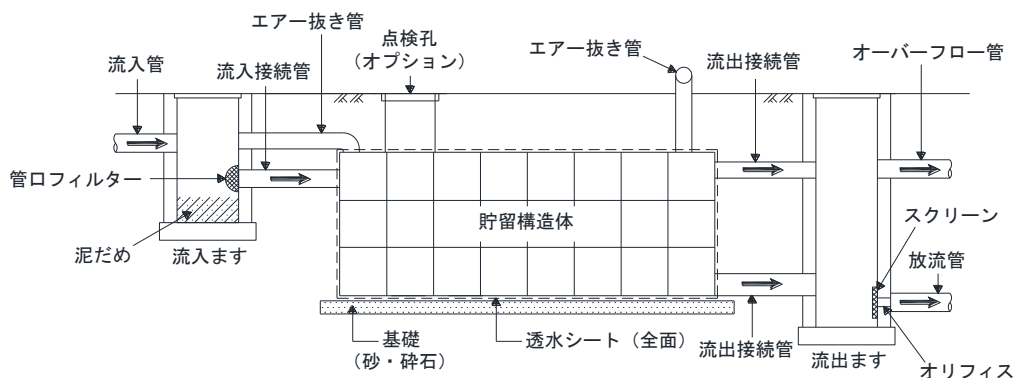 エアー抜き管
点検孔
（オプション）
エアー抜き管
流入管
流入接続管
流出接続管
オーバーフロー管
管口フィルター
貯留構造体
スクリーン
泥だめ
流入ます
放流管
基礎
（砂・砕石）
透水シート（全面）
流出接続管
流出ます
オリフィス